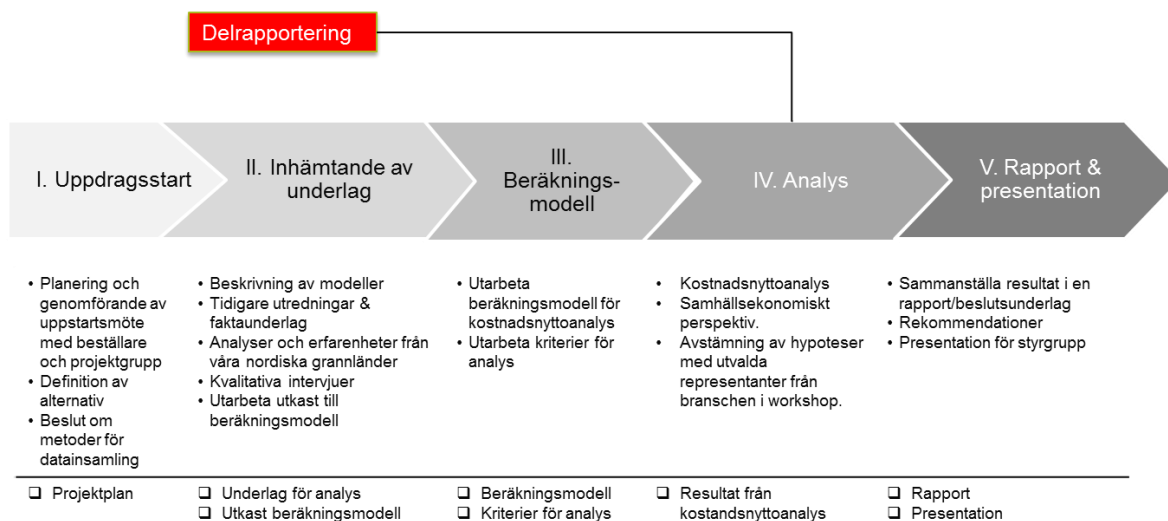 Delrapportering
I. Uppdragsstart
II. Inhämtande av
underlag
III.
Beräknings-
modell
IV. Analys
V. Rapport &
presentation
• Planering och
genomförande av
uppstartsmöte
med beställare
och projektgrupp
• Definition av
alternativ
• Beslut om
metoder för
datainsamling
• Beskrivning av modeller
• Tidigare utredningar &
faktaunderlag
• Analyser och erfarenheter från
våra nordiska grannländer
• Kvalitativa intervjuer
• Utarbeta utkast till
beräkningsmodell
• Utarbeta
beräkningsmodell för
kostnadsnyttoanalys
• Utarbeta kriterier för
analys
• Kostnadsnyttoanalys
• Samhällsekonomiskt
perspektiv.
• Avstämning av hypoteser
med utvalda
representanter från
branschen i workshop.
• Sammanställa resultat i en
rapport/beslutsunderlag
• Rekommendationer
• Presentation för styrgrupp
❑ Projektplan
❑ Underlag för analys
❑ Utkast beräkningsmodell
❑ Beräkningsmodell
❑ Kriterier för analys
❑ Resultat från
kostandsnyttoanalys
❑ Rapport
❑ Presentation